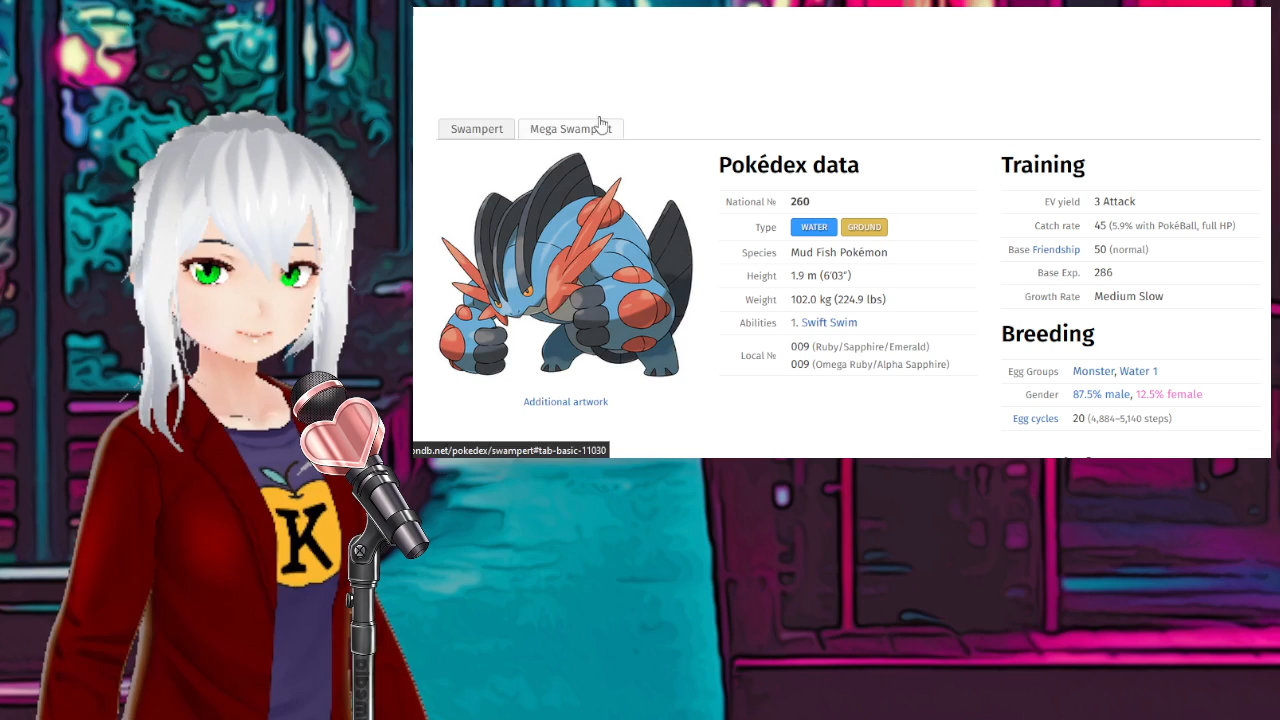 Swampert
Mega Swampert
Pokédex data
National № 260
Type WATER GROUND
Species Mud Fish Pokémon
Height 1.9 m (6′03″)
Weight 102.0 kg (224.9 lbs)
Abilities 1. Swift Swim
Local № 009 (Ruby/Sapphire/Emerald)
009 (Omega Ruby/Alpha Sapphire)
Additional artwork
Training
EV yield 3 Attack
Catch rate 45 (5.9% with PokéBall, full HP)
Base Friendship 50 (normal)
Base Exp. 286
Growth Rate Medium Slow
Breeding
Egg Groups Monster, Water 1
Gender 87.5% male, 12.5% female
Egg cycles 20 (4,884–5,140 steps)
ndb.net/pokedex/swampert#tab-basic-11030
K